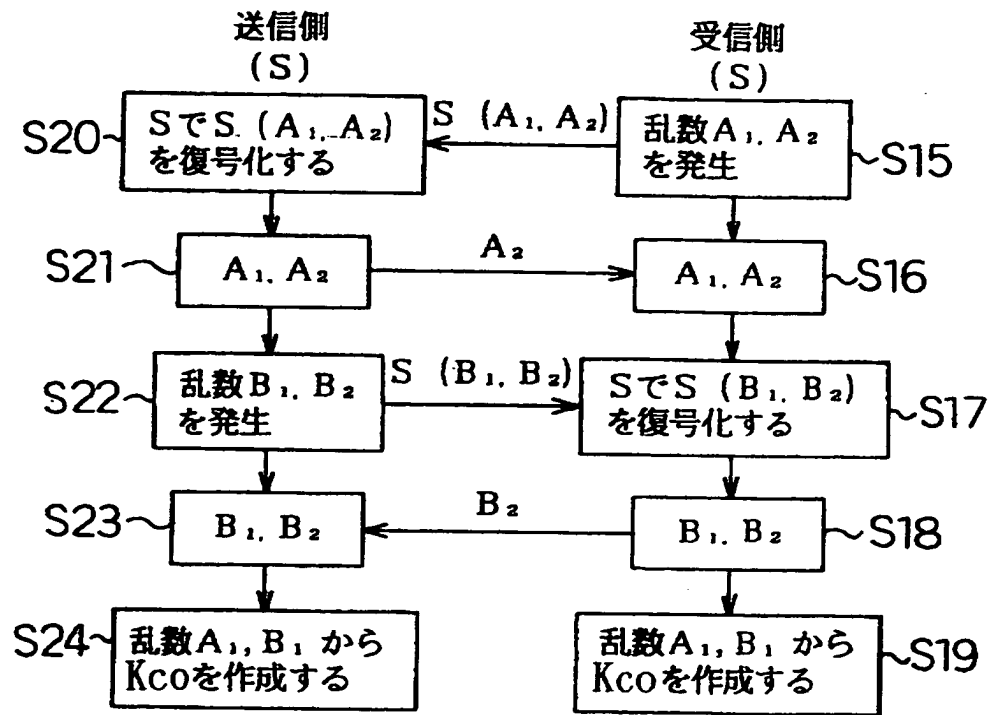 送信側
(S)
受信側
(S)
S20
SでS (A₁, A₂)
を復号化する
S (A₁, A₂)
乱数A₁, A₂
を発生
S15
S21
A₁, A₂
A₂
A₁, A₂
S16
S22
乱数B₁, B₂
を発生
S (B₁, B₂)
SでS (B₁, B₂)
を復号化する
S17
S23
B₁, B₂
B₂
B₁, B₂
S18
S24
乱数A₁, B₁ から
Kcoを作成する
乱数A₁, B₁ から
Kcoを作成する
S19